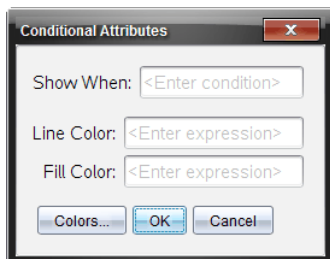 Conditional Attributes
Show When: <Enter condition>
Line Color: <Enter expression>
Fill Color: <Enter expression>
Colors... OK Cancel